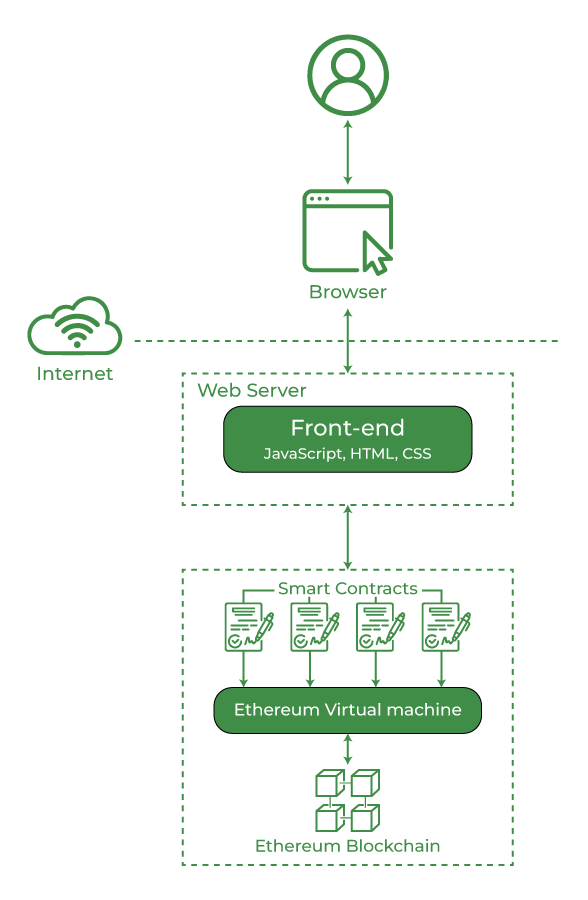 Browser
Internet
Web Server
Front-end
JavaScript, HTML, CSS
Smart Contracts
Ethereum Virtual machine
Ethereum Blockchain